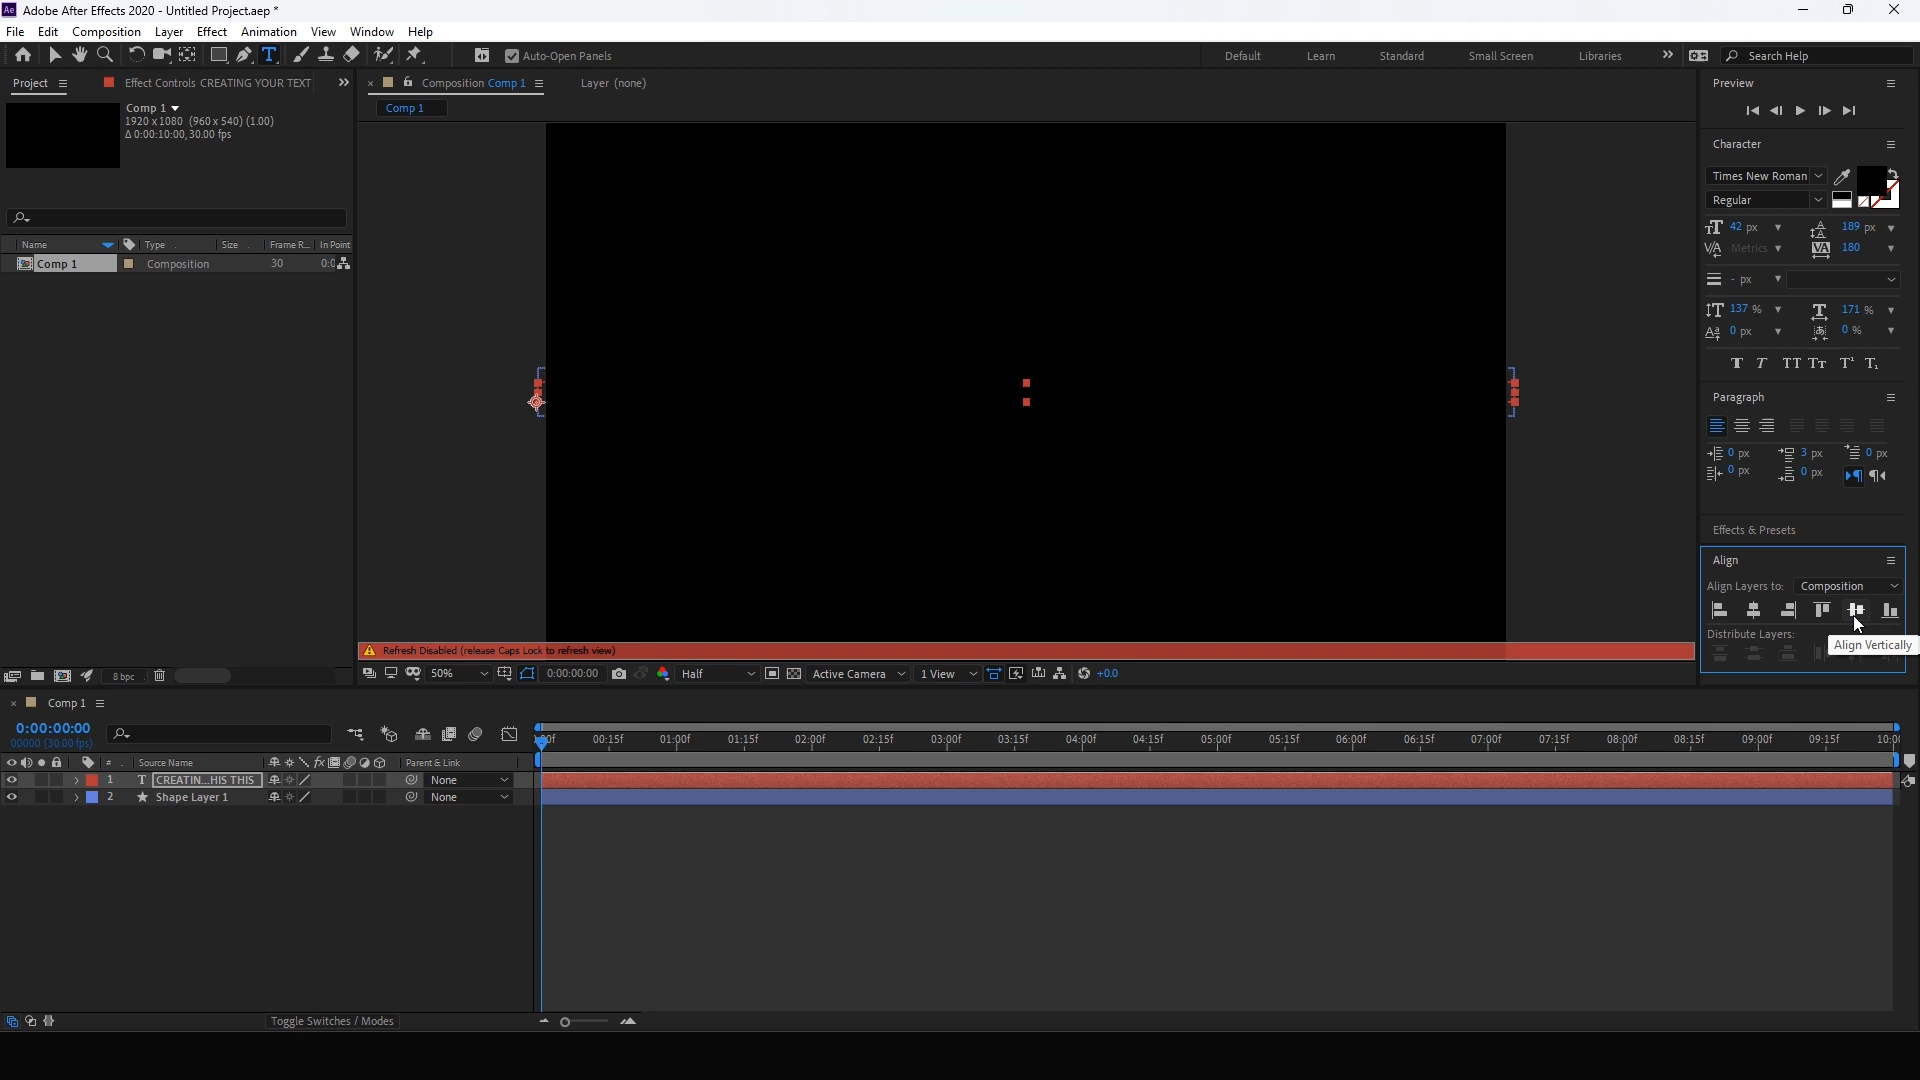 Ae Adobe After Effects 2020 - Untitled Project.aep *
File Edit Composition Layer Effect Animation View Window Help
Auto-Open Panels Default Learn Standard Small Screen Libraries Search Help
Project Effect Controls CREATING YOUR TEXT Composition Comp 1 Layer (none) Preview
Comp 1
1920 x 1080 (960 x 540) (1.00)
Δ 0:00:10:00, 30.00 fps
Comp 1
Character
Times New Roman
Regular
42 px 189 px
Metrics 180
- px
137 % 171 %
0 px 0 %
Name Type Size Frame R... In Point
Comp 1 Composition 30 0:0
Paragraph
0 px 3 px 0 px
0 px 0 px
Effects & Presets
Align
Align Layers to: Composition
Distribute Layers:
Align Vertically
Refresh Disabled (release Caps Lock to refresh view)
8 bpc 50% 0:00:00:00 Half Active Camera 1 View +0.0
Comp 1
0:00:00:00
00000 (30.00 fps)
00f 00:15f 01:00f 01:15f 02:00f 02:15f 03:00f 03:15f 04:00f 04:15f 05:00f 05:15f 06:00f 06:15f 07:00f 07:15f 08:00f 08:15f 09:00f 09:15f 10:00
# Source Name Parent & Link
1 T CREATIN...HIS THIS None
2 Shape Layer 1 None
Toggle Switches / Modes